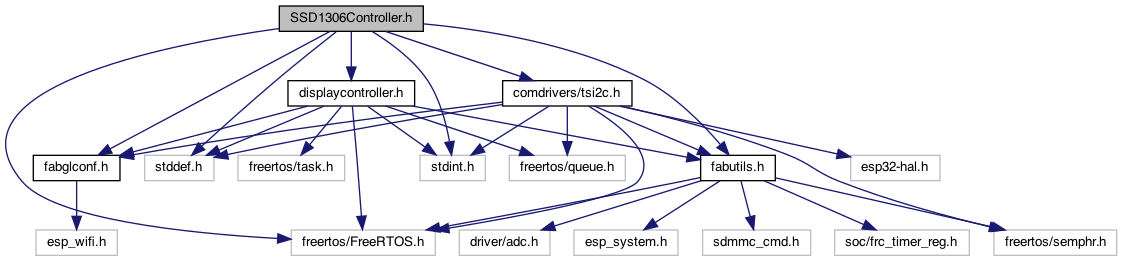 SSD1306Controller.h
displaycontroller.h
comdrivers/tsi2c.h
fabglconf.h
stddef.h
freertos/task.h
stdint.h
freertos/queue.h
fabutils.h
esp32-hal.h
esp_wifi.h
freertos/FreeRTOS.h
driver/adc.h
esp_system.h
sdmmc_cmd.h
soc/frc_timer_reg.h
freertos/semphr.h